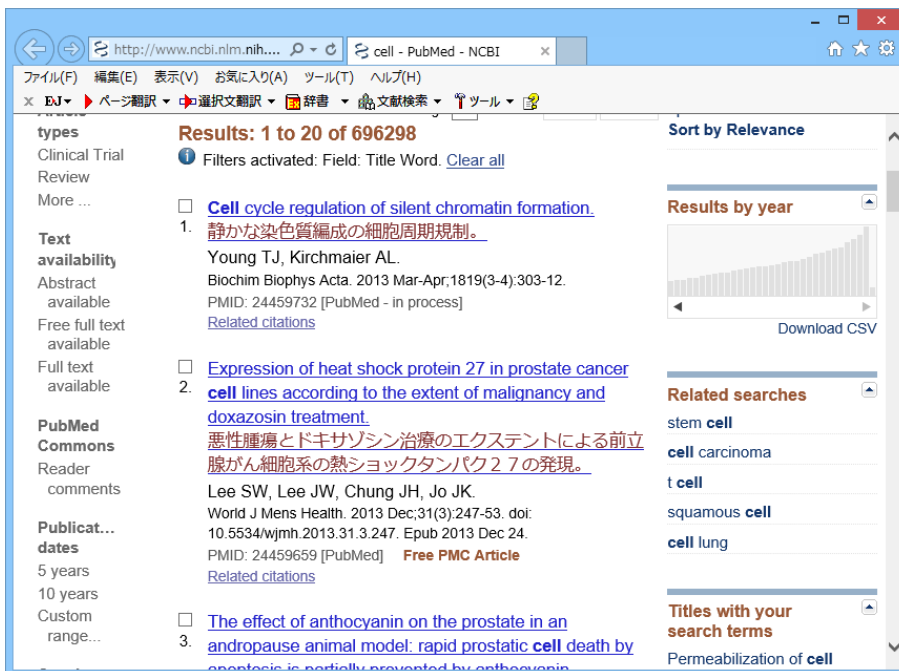 http://www.ncbi.nlm.nih....
cell - PubMed - NCBI
ファイル(F) 編集(E) 表示(V) お気に入り(A) ツール(T) ヘルプ(H)
EJ ページ翻訳 選択文翻訳 辞書 文献検索 ツール
types
Clinical Trial
Review
More ...
Text
availability
Abstract
available
Free full text
available
Full text
available
PubMed
Commons
Reader
comments
Publicat...
dates
5 years
10 years
Custom
range...
Results: 1 to 20 of 696298
Filters activated: Field: Title Word. Clear all
1.
Cell cycle regulation of silent chromatin formation.
静かな染色質編成の細胞周期規制。
Young TJ, Kirchmaier AL.
Biochim Biophys Acta. 2013 Mar-Apr;1819(3-4):303-12.
PMID: 24459732 [PubMed - in process]
Related citations
2.
Expression of heat shock protein 27 in prostate cancer
cell lines according to the extent of malignancy and
doxazosin treatment.
悪性腫瘍とドキサゾシン治療のエクステントによる前立
腺がん細胞系の熱ショックタンパク２７の発現。
Lee SW, Lee JW, Chung JH, Jo JK.
World J Mens Health. 2013 Dec;31(3):247-53. doi:
10.5534/wjmh.2013.31.3.247. Epub 2013 Dec 24.
PMID: 24459659 [PubMed] Free PMC Article
Related citations
3.
The effect of anthocyanin on the prostate in an
andropause animal model: rapid prostatic cell death by
apoptosis is partially prevented by anthocyanin
Sort by Relevance
Results by year
Download CSV
Related searches
stem cell
cell carcinoma
t cell
squamous cell
cell lung
Titles with your
search terms
Permeabilization of cell